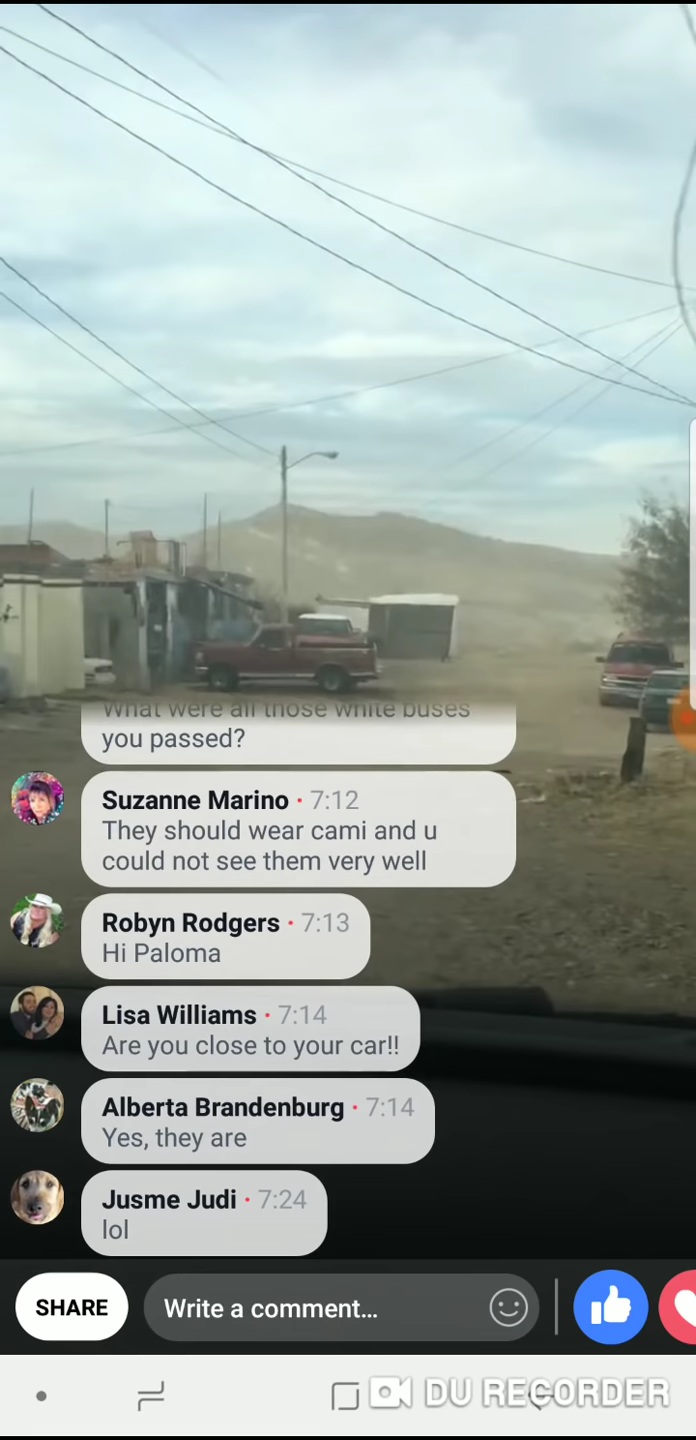 What were all those white buses
you passed?
Suzanne Marino • 7:12
They should wear cami and u
could not see them very well
Robyn Rodgers • 7:13
Hi Paloma
Lisa Williams • 7:14
Are you close to your car!!
Alberta Brandenburg • 7:14
Yes, they are
Jusme Judi • 7:24
lol
SHARE
Write a comment...
DU RECORDER